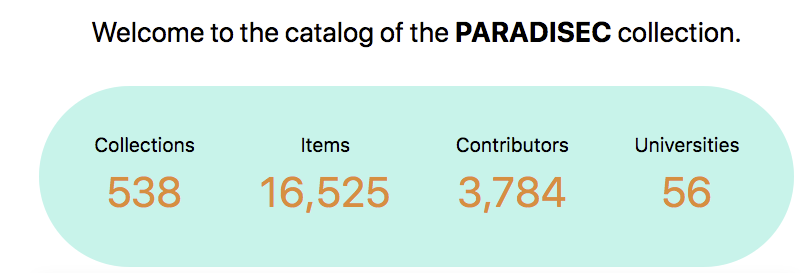 Welcome to the catalog of the PARADISEC collection.
Collections Items Contributors Universities
538 16,525 3,784 56